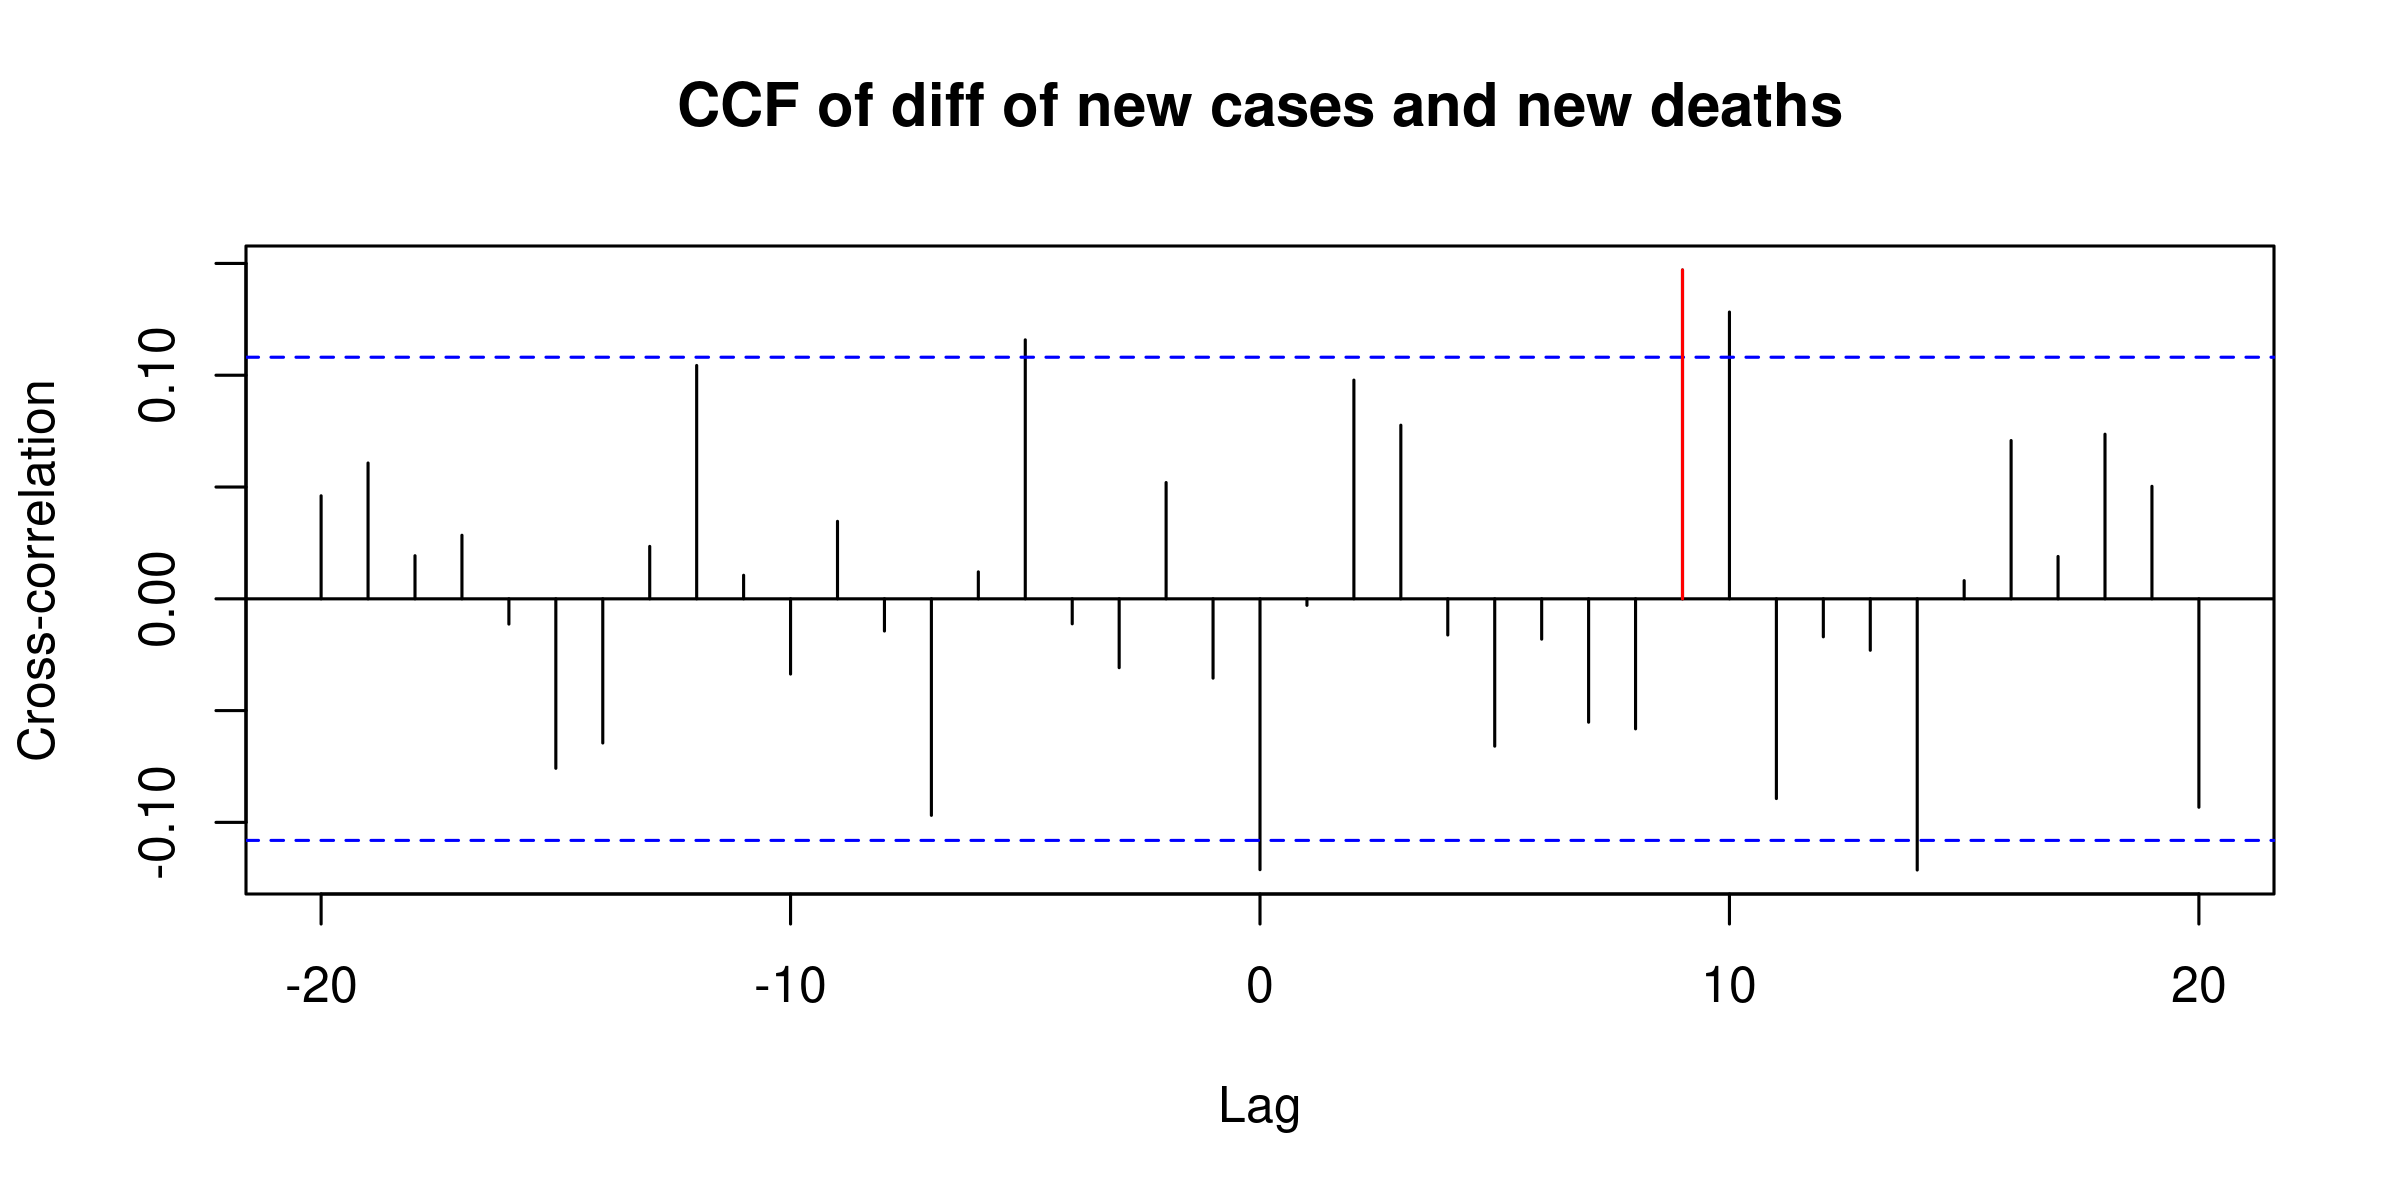 CCF of diff of new cases and new deaths
Cross-correlation
0.10
0.00
-0.10
-20 -10 0 10 20
Lag